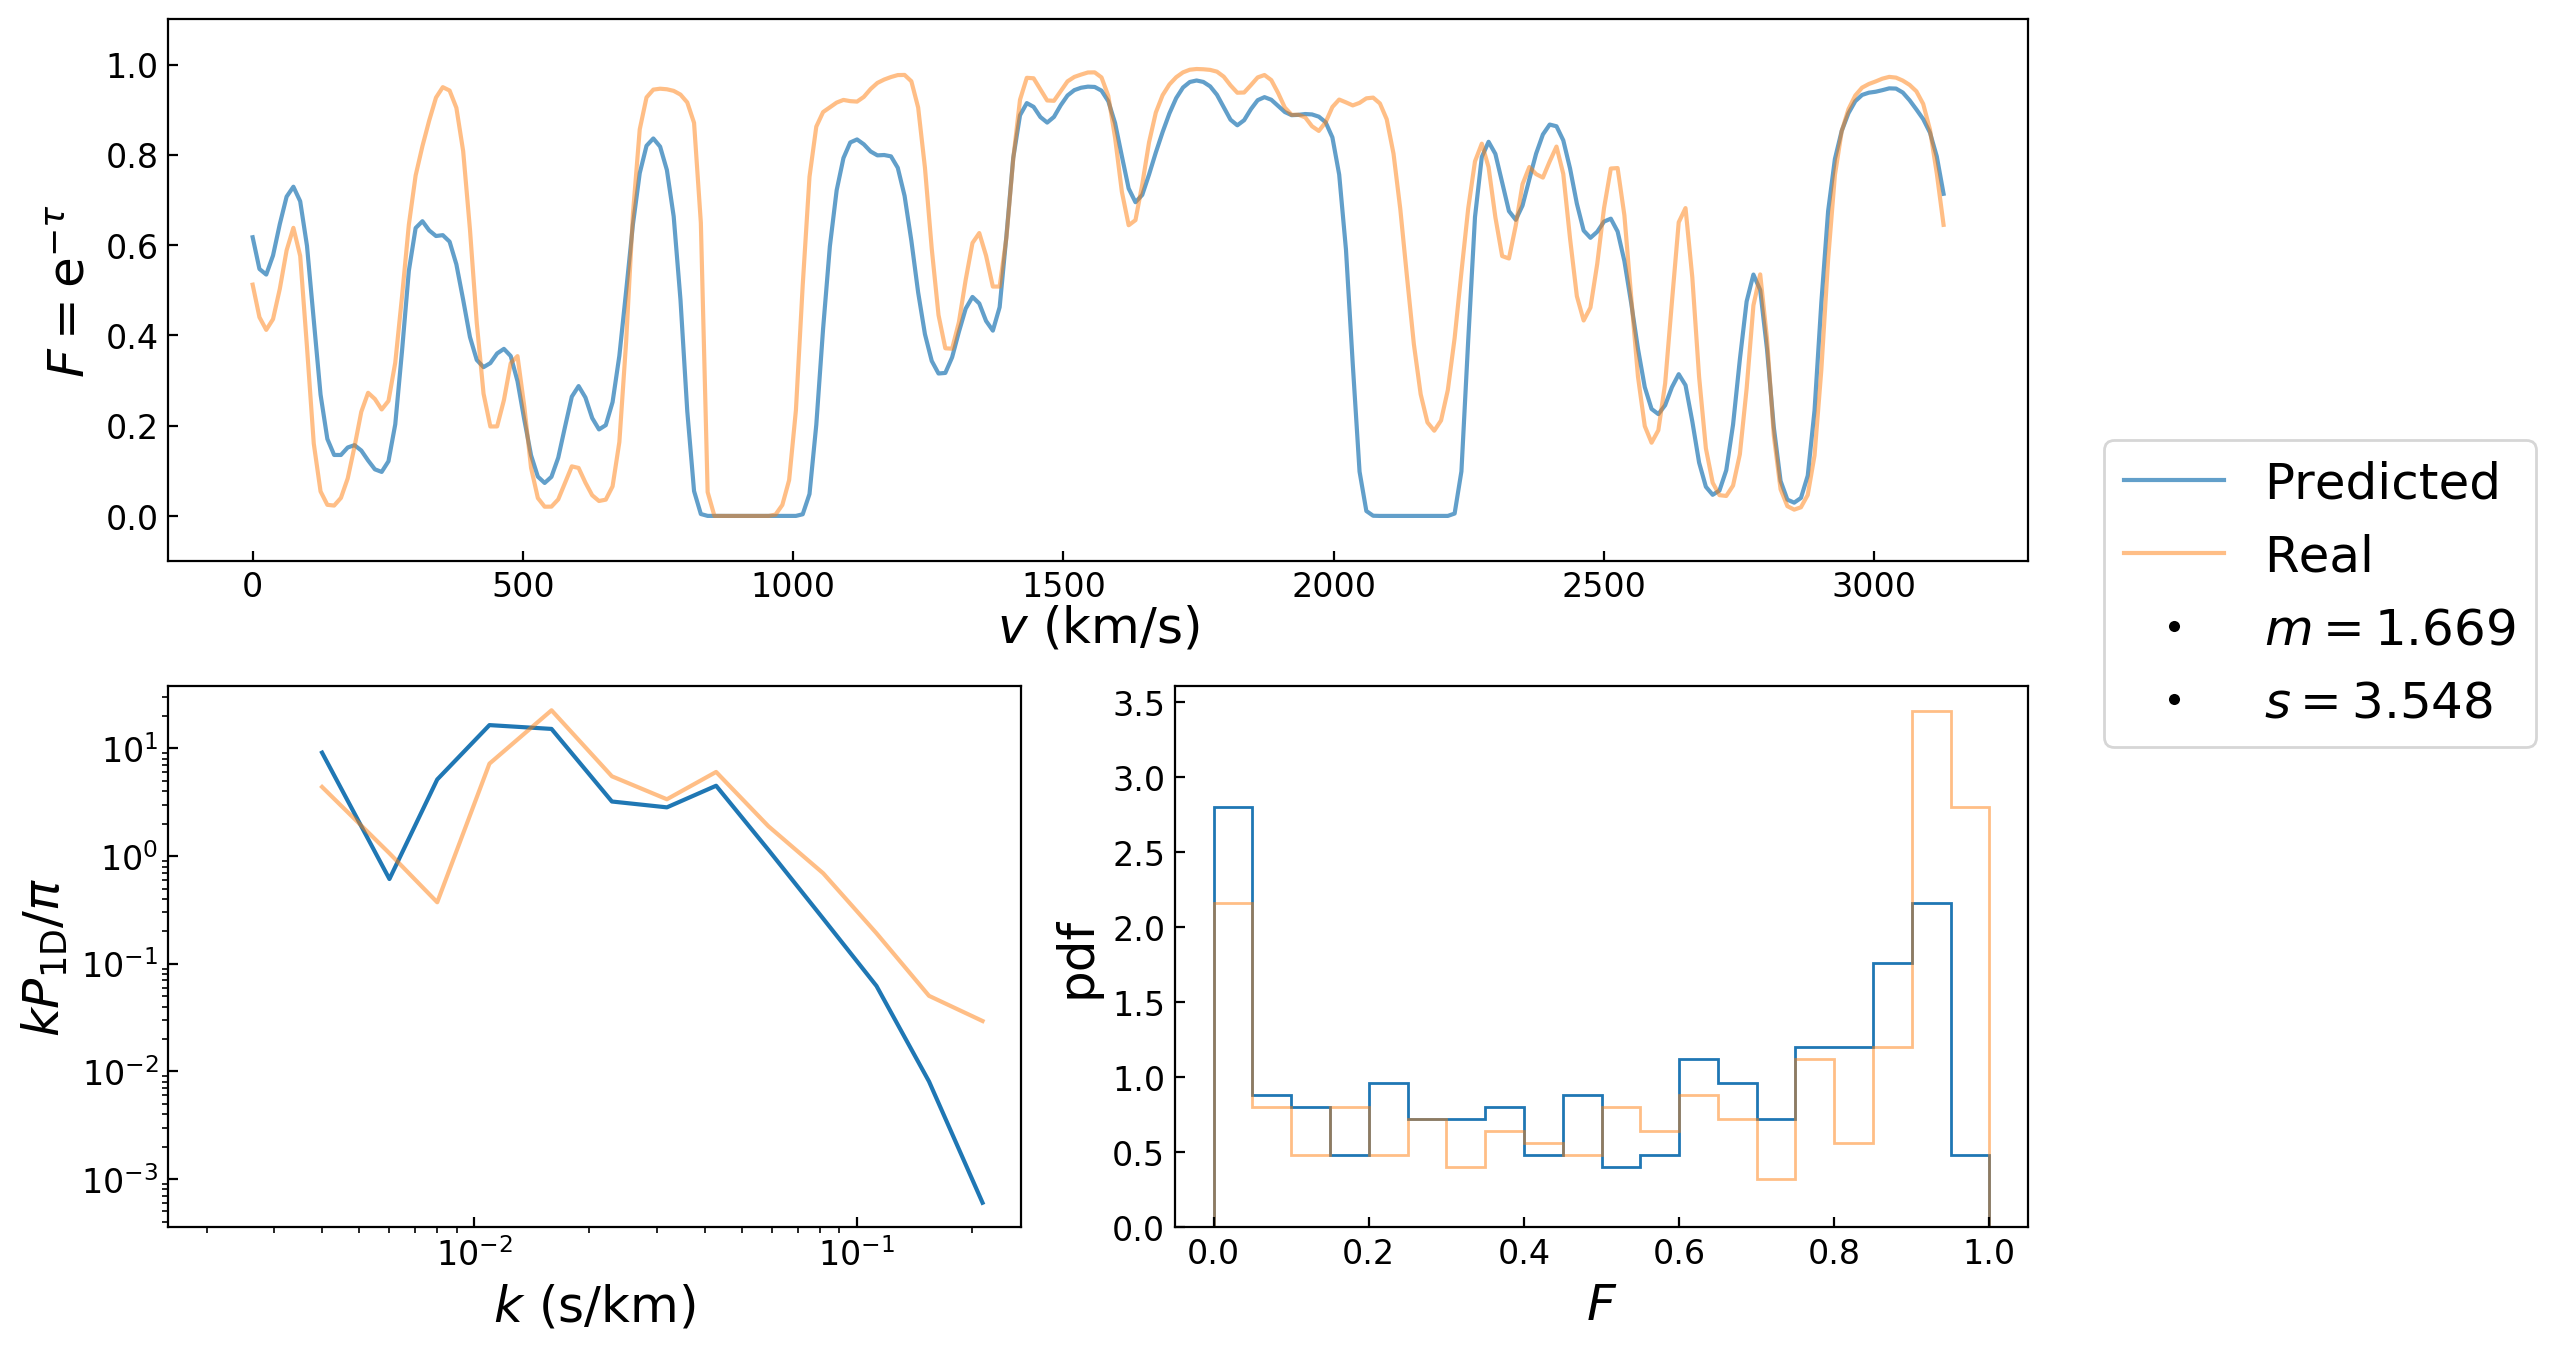 F = e^{−τ}
1.0
0.8
0.6
0.4
0.2
0.0
0 500 1000 1500 2000 2500 3000
v (km/s)
Predicted
Real
m = 1.669
s = 3.548
kP_{1D}/π
10^1
10^0
10^{−1}
10^{−2}
10^{−3}
10^{−2} 10^{−1}
k (s/km)
pdf
3.5
3.0
2.5
2.0
1.5
1.0
0.5
0.0
0.0 0.2 0.4 0.6 0.8 1.0
F